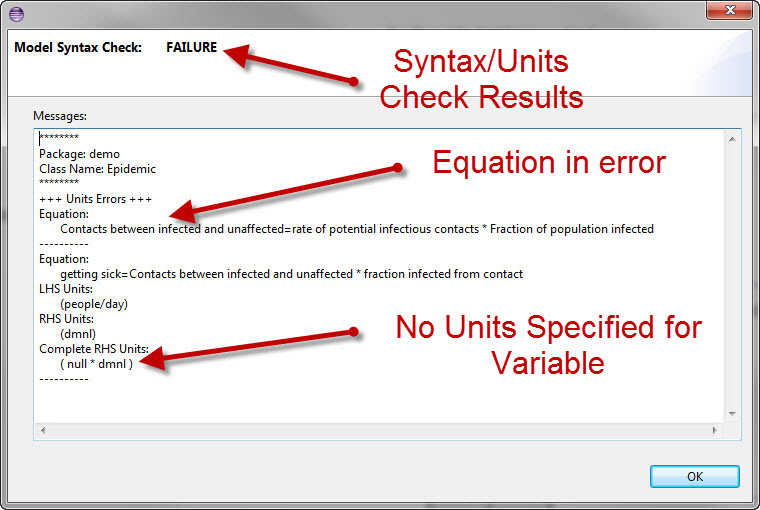 Model Syntax Check: FAILURE
Syntax/Units
Check Results
Messages:
********
Package: demo
Class Name: Epidemic
********
+++ Units Errors +++
Equation in error
Equation:
Contacts between infected and unaffected=rate of potential infectious contacts * Fraction of population infected
----------
Equation:
getting sick=Contacts between infected and unaffected * fraction infected from contact
LHS Units:
(people/day)
RHS Units:
(dmnl)
Complete RHS Units:
( null * dmnl )
----------
No Units Specified for
Variable
OK